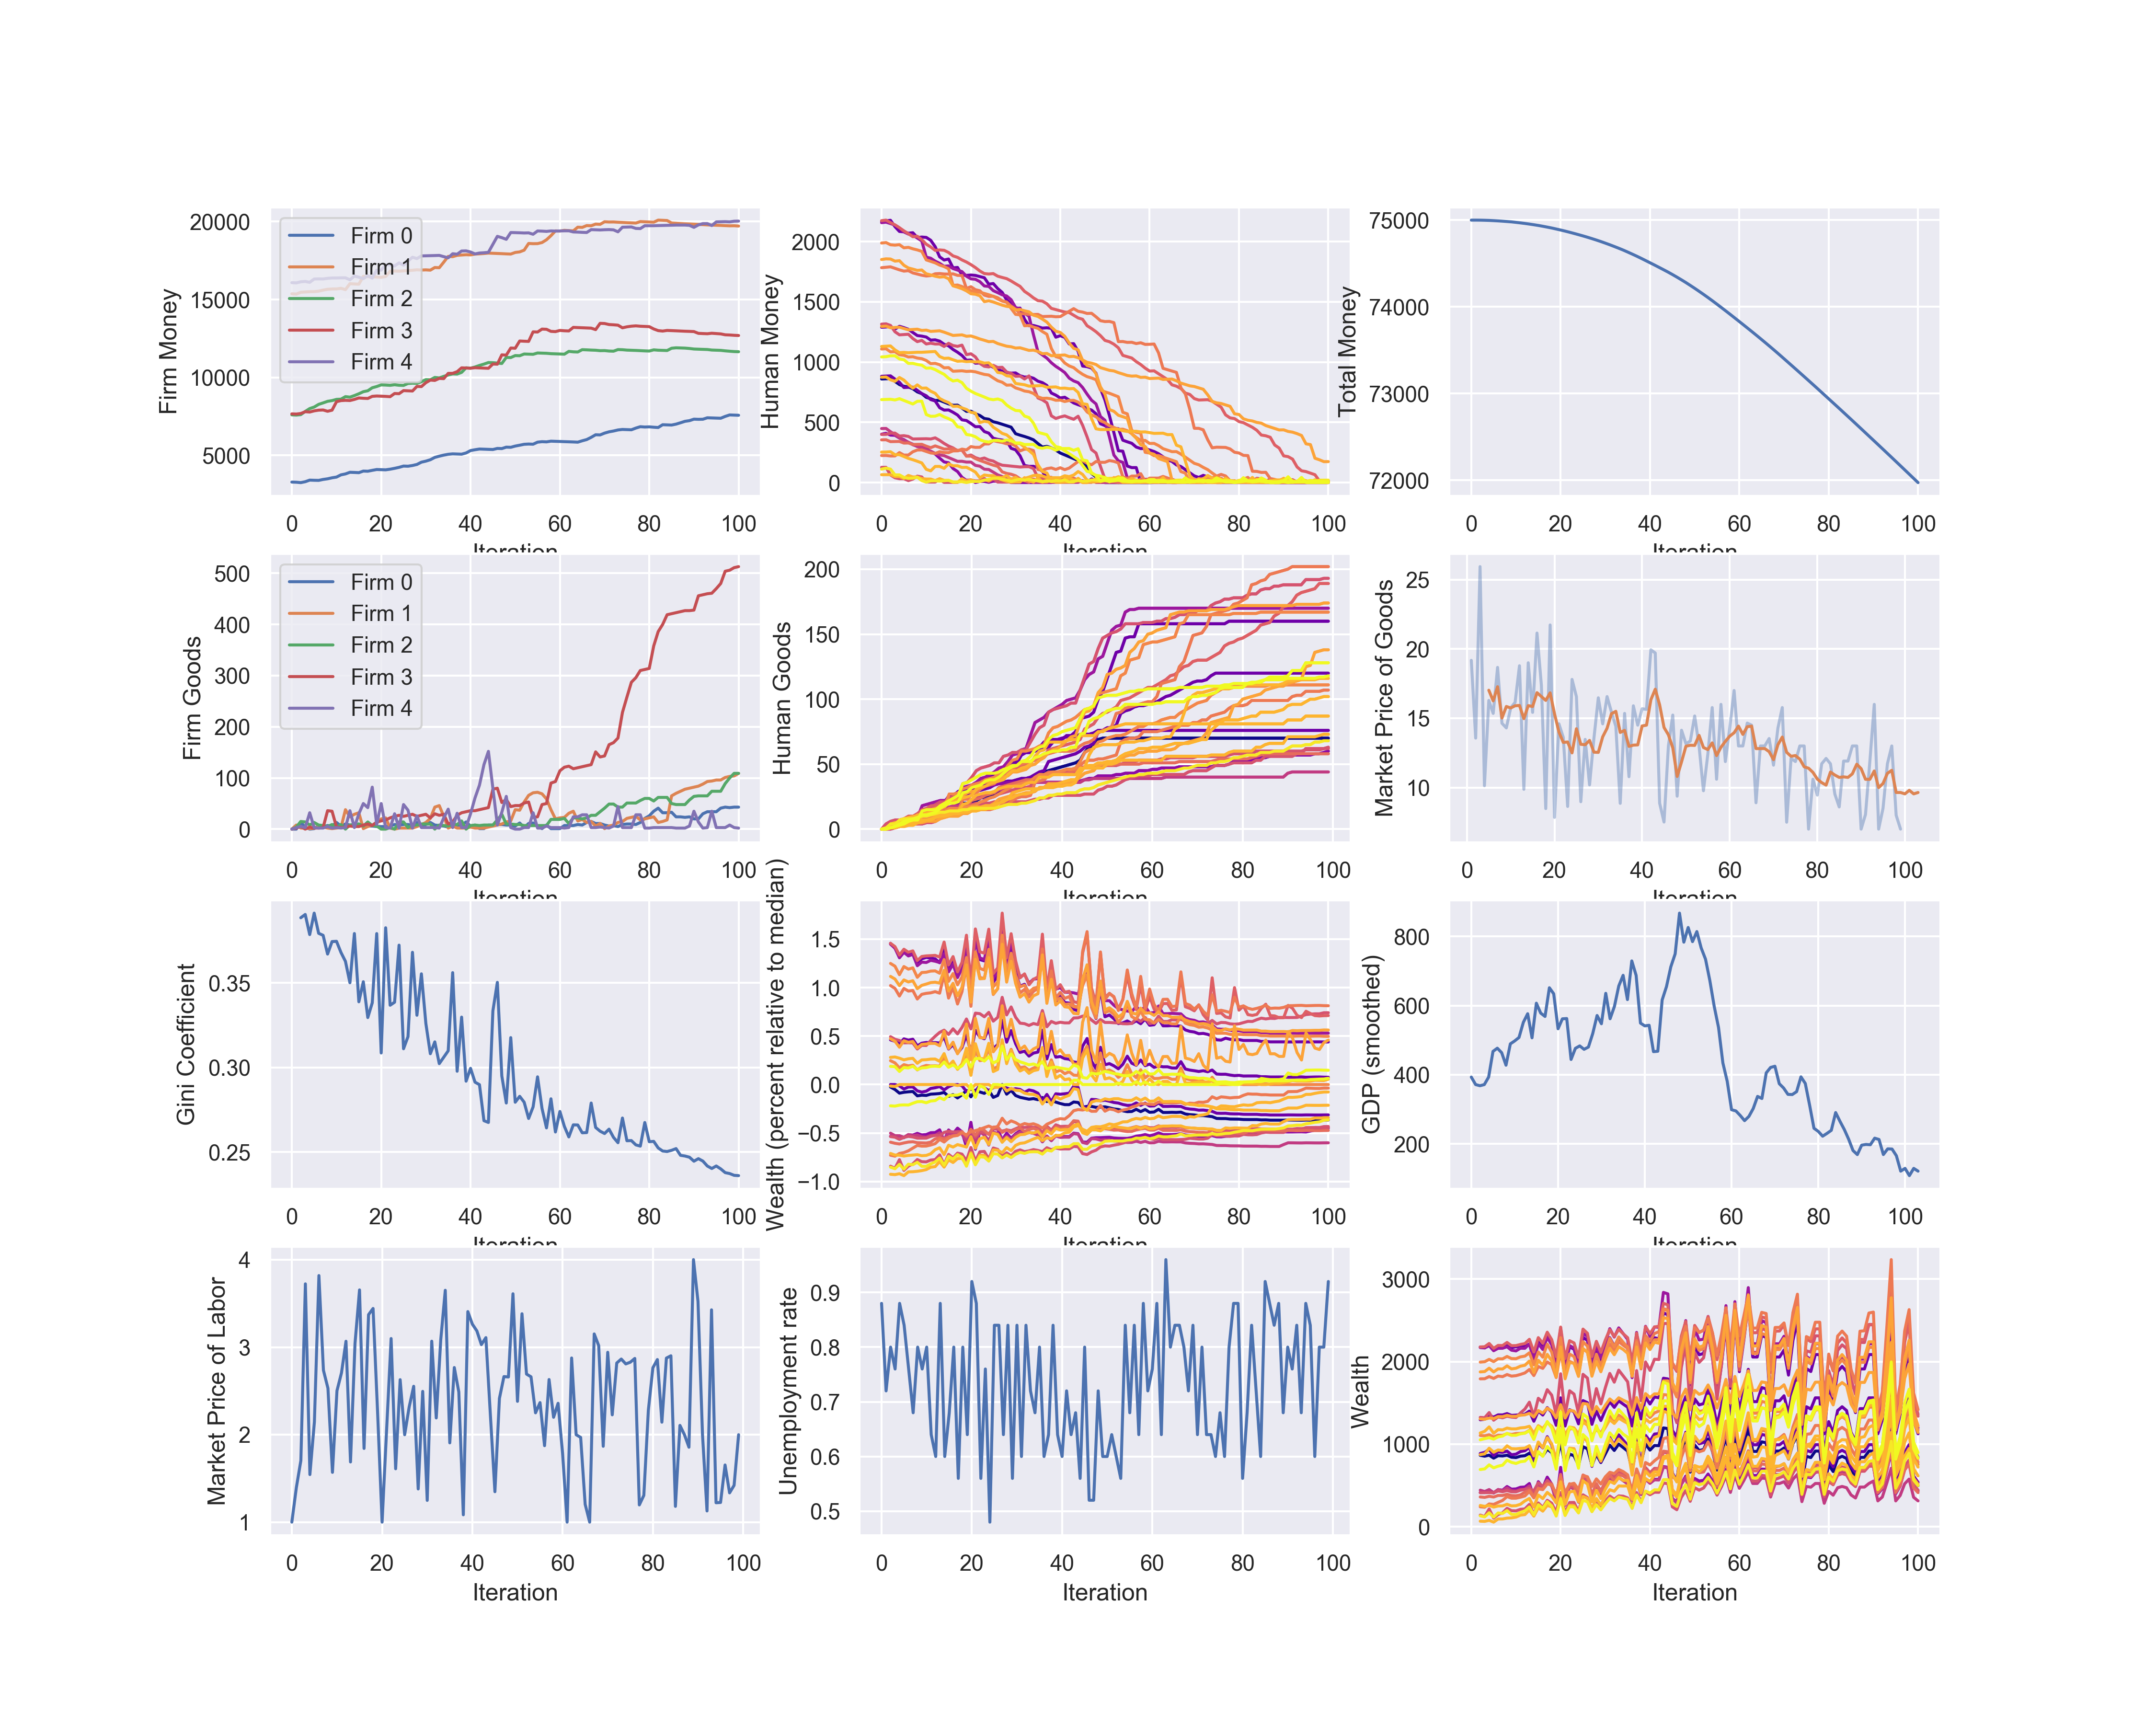 Firm Money
20000
15000
10000
5000
Firm 0
Firm 1
Firm 2
Firm 3
Firm 4
0 20 40 60 80 100
Iteration
Human Money
2000
1500
1000
500
0
0 20 40 60 80 100
Iteration
Total Money
75000
74000
73000
72000
0 20 40 60 80 100
Iteration
Firm Goods
500
400
300
200
100
0
Firm 0
Firm 1
Firm 2
Firm 3
Firm 4
0 20 40 60 80 100
Iteration
Human Goods
200
150
100
50
0
0 20 40 60 80 100
Iteration
Market Price of Goods
25
20
15
10
0 20 40 60 80 100
Iteration
Gini Coefficient
0.35
0.30
0.25
0 20 40 60 80 100
Iteration
Wealth (percent relative to median)
1.5
1.0
0.5
0.0
−0.5
−1.0
0 20 40 60 80 100
Iteration
GDP (smoothed)
800
600
400
200
0 20 40 60 80 100
Iteration
Market Price of Labor
4
3
2
1
0 20 40 60 80 100
Iteration
Unemployment rate
0.9
0.8
0.7
0.6
0.5
0 20 40 60 80 100
Iteration
Wealth
3000
2000
1000
0
0 20 40 60 80 100
Iteration